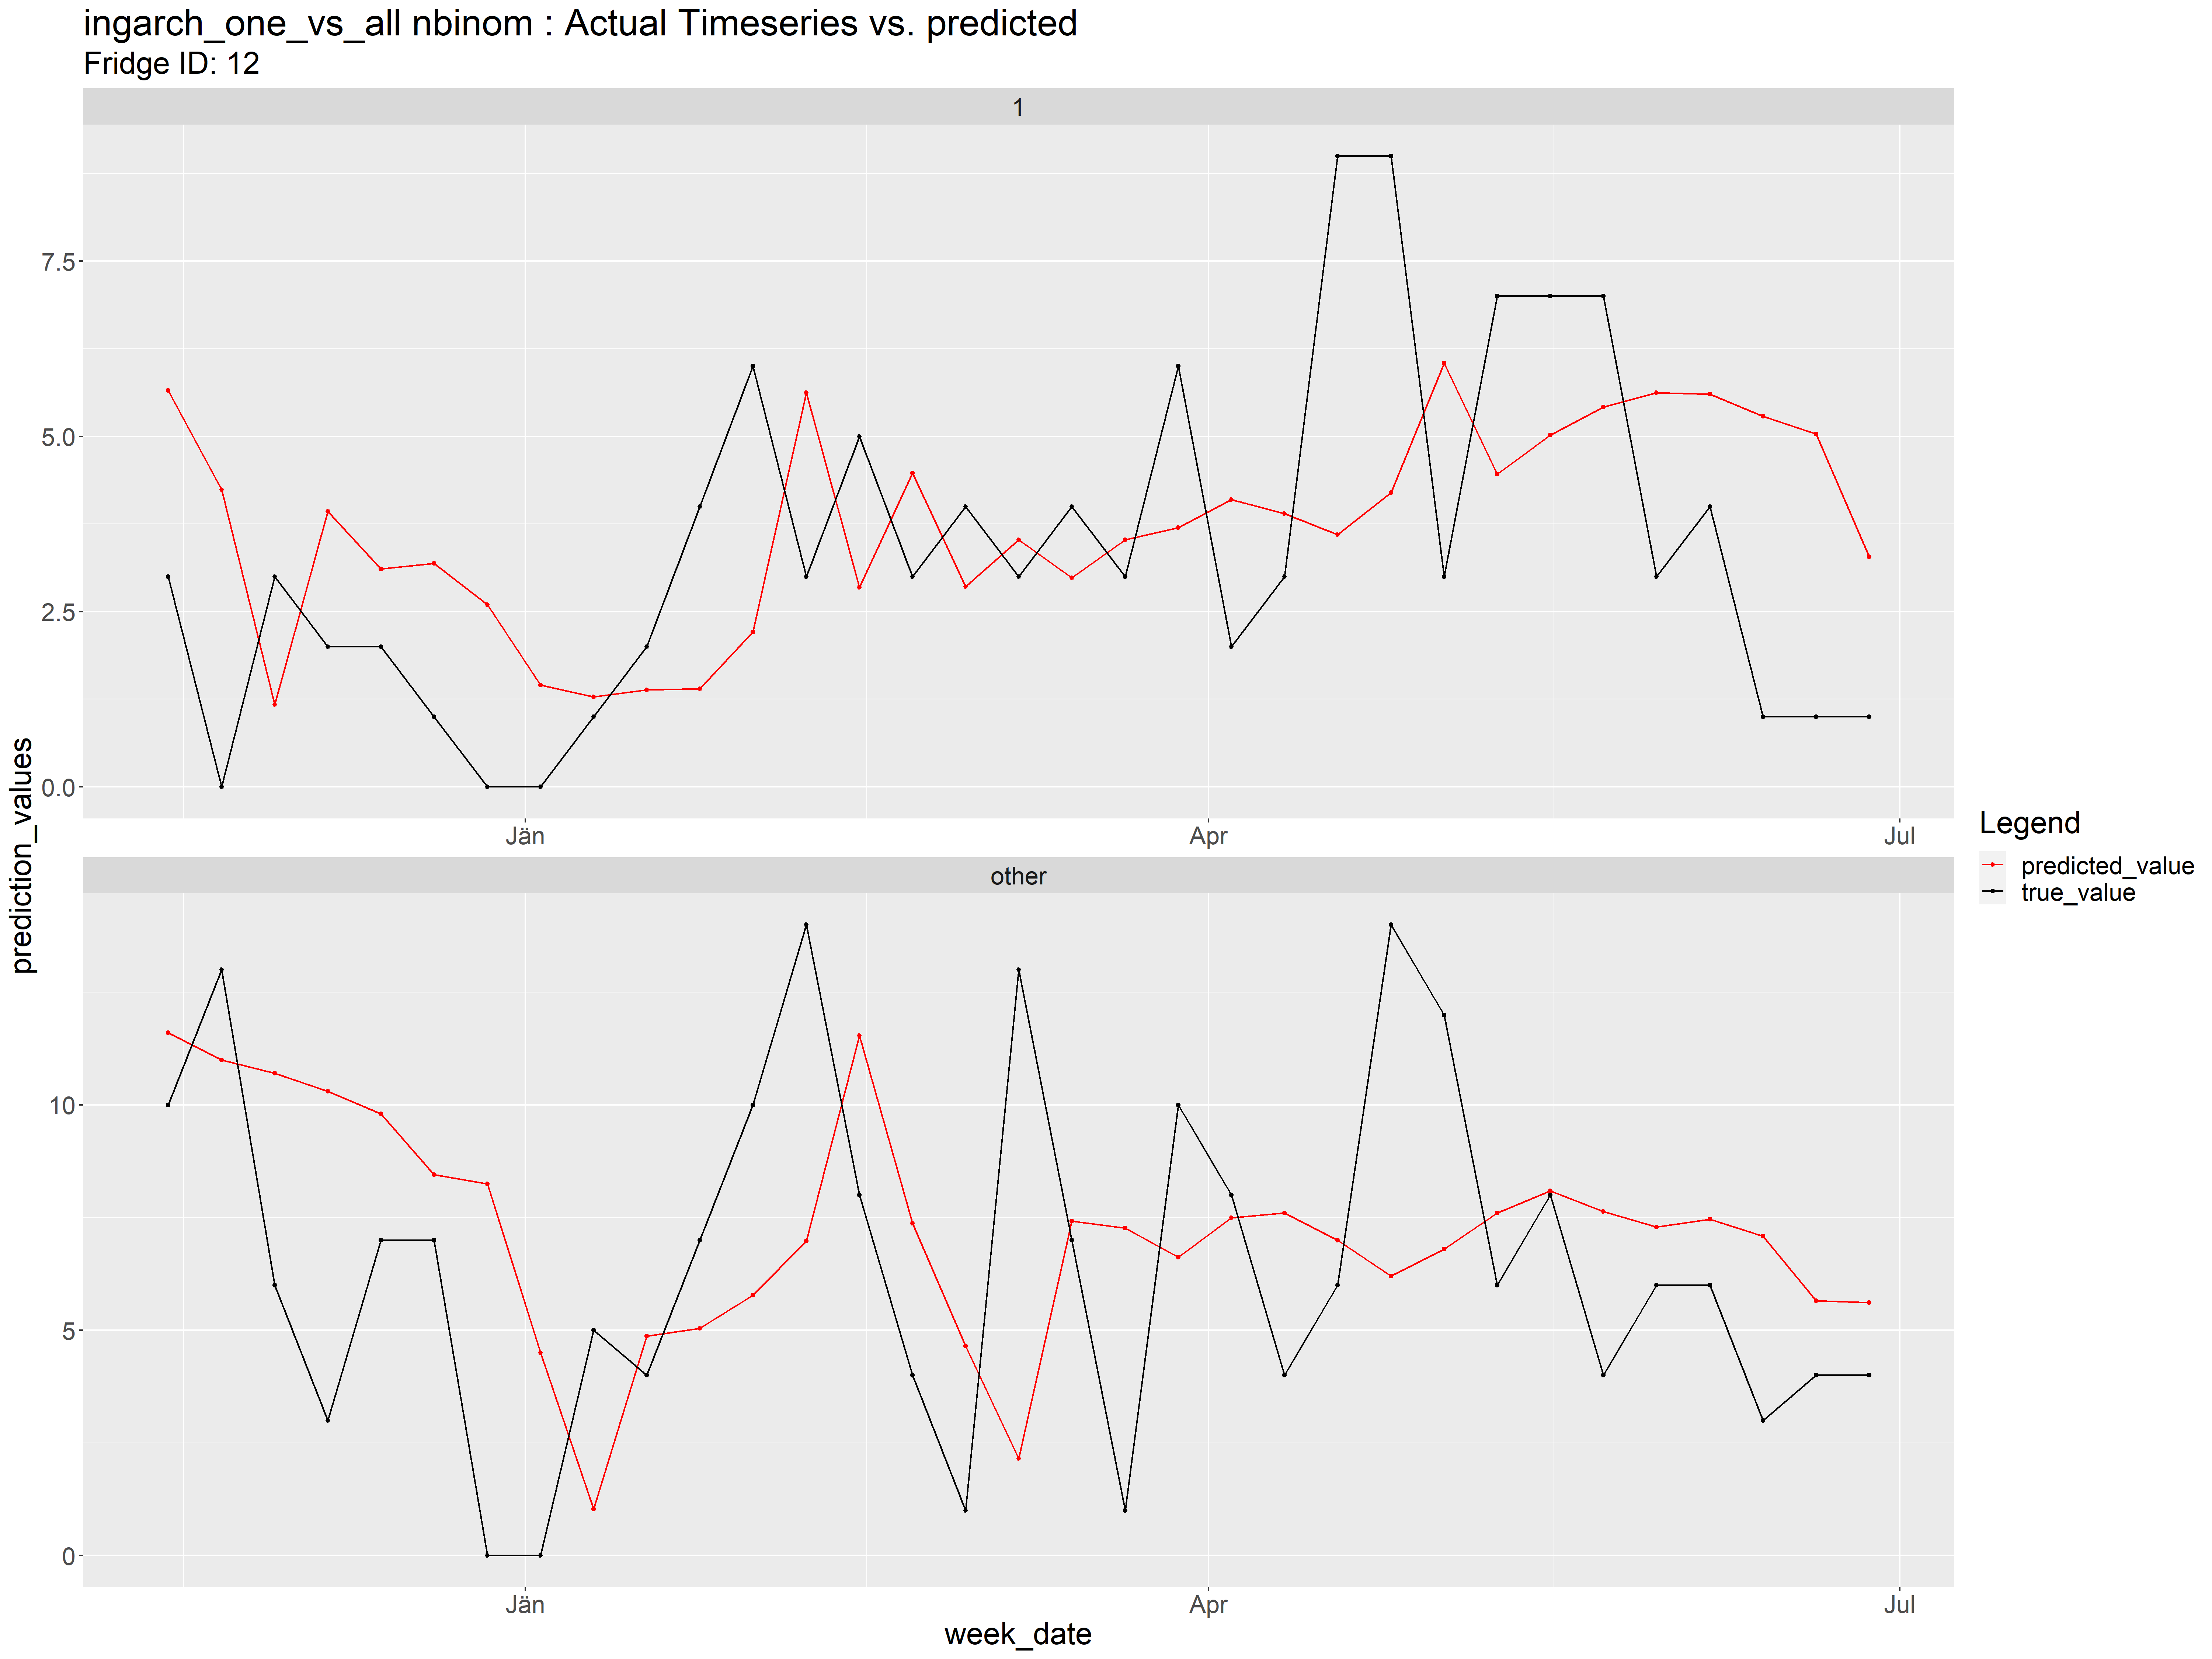 ingarch_one_vs_all nbinom : Actual Timeseries vs. predicted
Fridge ID: 12
1
7.5
5.0
2.5
0.0
Jän Apr Jul
prediction_values
other
10
5
0
Jän Apr Jul
week_date
Legend
predicted_value
true_value